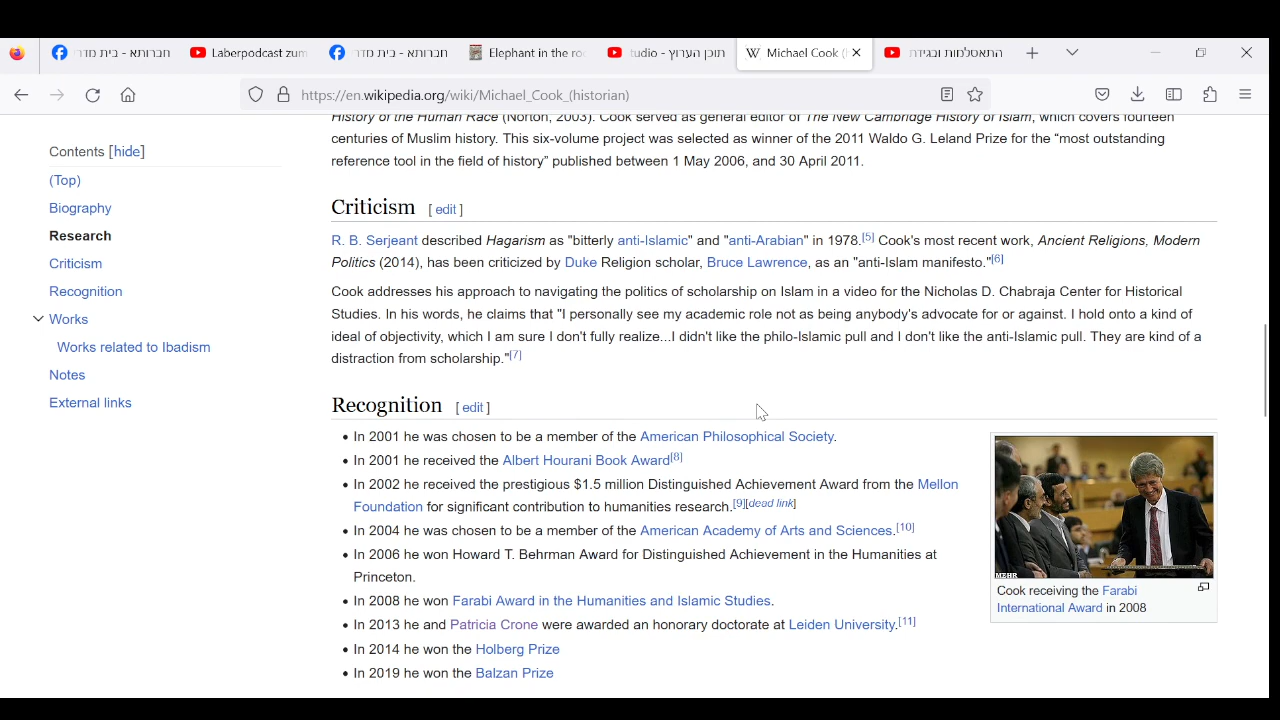 חברותא - בית מדר
Laberpodcast zum
חברותא - בית מדר
Elephant in the ro
תוכן הערוץ - tudio
Michael Cook (
התאסלמות ובגידה
https://en.wikipedia.org/wiki/Michael_Cook_(historian)
History of the Human Race (Norton, 2003). Cook served as general editor of The New Cambridge History of Islam, which covers fourteen
centuries of Muslim history. This six-volume project was selected as winner of the 2011 Waldo G. Leland Prize for the “most outstanding
reference tool in the field of history” published between 1 May 2006, and 30 April 2011.
Contents [hide]
(Top)
Biography
Research
Criticism
Recognition
Works
Works related to Ibadism
Notes
External links
Criticism [ edit ]
R. B. Serjeant described Hagarism as "bitterly anti-Islamic" and "anti-Arabian" in 1978.[5] Cook's most recent work, Ancient Religions, Modern
Politics (2014), has been criticized by Duke Religion scholar, Bruce Lawrence, as an "anti-Islam manifesto."[6]
Cook addresses his approach to navigating the politics of scholarship on Islam in a video for the Nicholas D. Chabraja Center for Historical
Studies. In his words, he claims that "I personally see my academic role not as being anybody's advocate for or against. I hold onto a kind of
ideal of objectivity, which I am sure I don't fully realize...I didn't like the philo-Islamic pull and I don't like the anti-Islamic pull. They are kind of a
distraction from scholarship."[7]
Recognition [ edit ]
• In 2001 he was chosen to be a member of the American Philosophical Society.
• In 2001 he received the Albert Hourani Book Award[8]
• In 2002 he received the prestigious $1.5 million Distinguished Achievement Award from the Mellon
Foundation for significant contribution to humanities research.[9][dead link]
• In 2004 he was chosen to be a member of the American Academy of Arts and Sciences.[10]
• In 2006 he won Howard T. Behrman Award for Distinguished Achievement in the Humanities at
Princeton.
• In 2008 he won Farabi Award in the Humanities and Islamic Studies.
• In 2013 he and Patricia Crone were awarded an honorary doctorate at Leiden University.[11]
• In 2014 he won the Holberg Prize
• In 2019 he won the Balzan Prize
MEHR
Cook receiving the Farabi
International Award in 2008